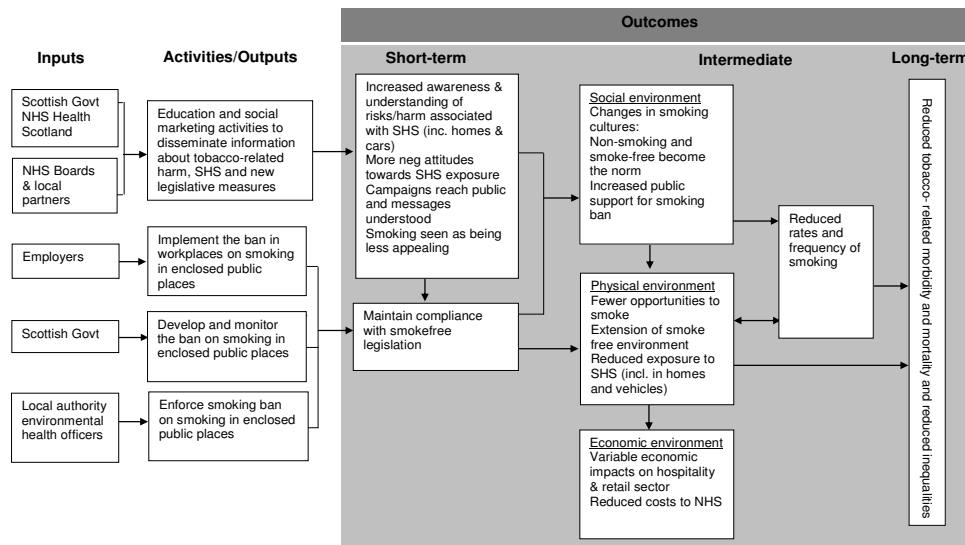 Outcomes
Inputs
Activities/Outputs
Short-term
Intermediate
Long-term
Scottish Govt
NHS Health
Scotland
NHS Boards
& local
partners
Employers
Scottish Govt
Local authority
environmental
health officers
Education and social
marketing activities to
disseminate information
about tobacco-related
harm, SHS and new
legislative measures
Implement the ban in
workplaces on smoking
in enclosed public
places
Develop and monitor
the ban on smoking in
enclosed public places
Enforce smoking ban
on smoking in enclosed
public places
Increased awareness &
understanding of
risks/harm associated
with SHS (inc. homes &
cars)
More neg attitudes
towards SHS exposure
Campaigns reach public
and messages
understood
Smoking seen as being
less appealing
Maintain compliance
with smokefree
legislation
Social environment
Changes in smoking
cultures:
Non-smoking and
smoke-free become the
norm
Increased public
support for smoking
ban
Physical environment
Fewer opportunities to
smoke
Extension of smoke
free environment
Reduced exposure to
SHS (incl. in homes
and vehicles)
Economic environment
Variable economic
impacts on hospitality
& retail sector
Reduced costs to NHS
Reduced
rates and
frequency of
smoking
Reduced tobacco- related morbidity and mortality and reduced inequalities